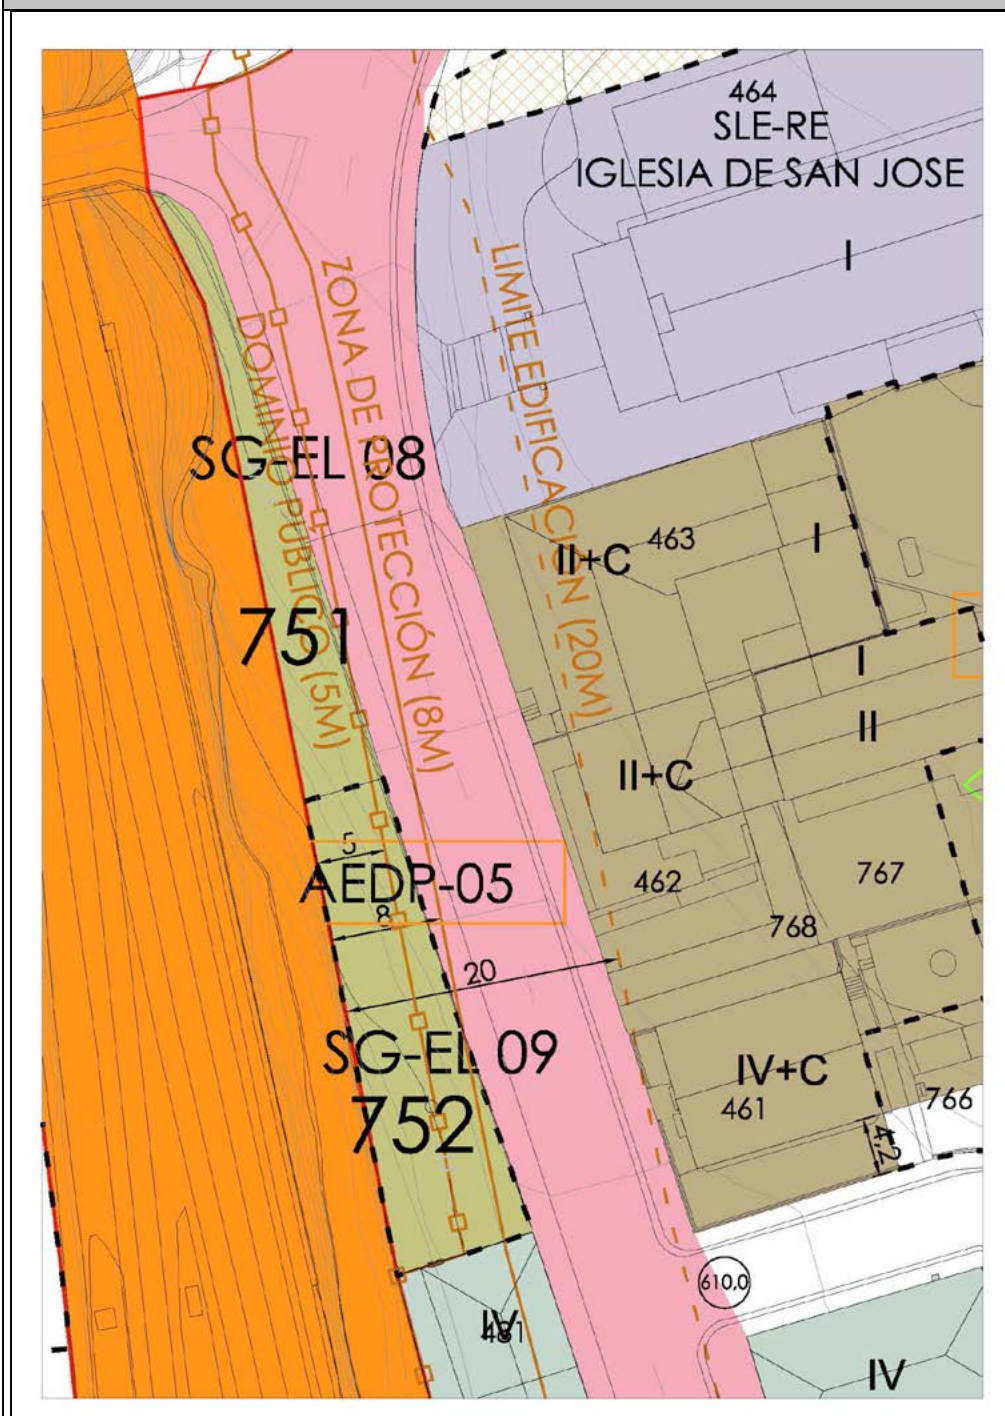 464
SLE-RE
IGLESIA DE SAN JOSE
I
LIMITE EDIFICACION (20M)
ZONA DE PROTECCIÓN (8M)
DOMINIO PUBLICO (5M)
SG-EL 08
463
II+C
I
751
I
II
II+C
5
AEDP-05
462
767
8
768
20
SG-EL 09
IV+C
461
766
752
4,2
610,0
IV
481
IV